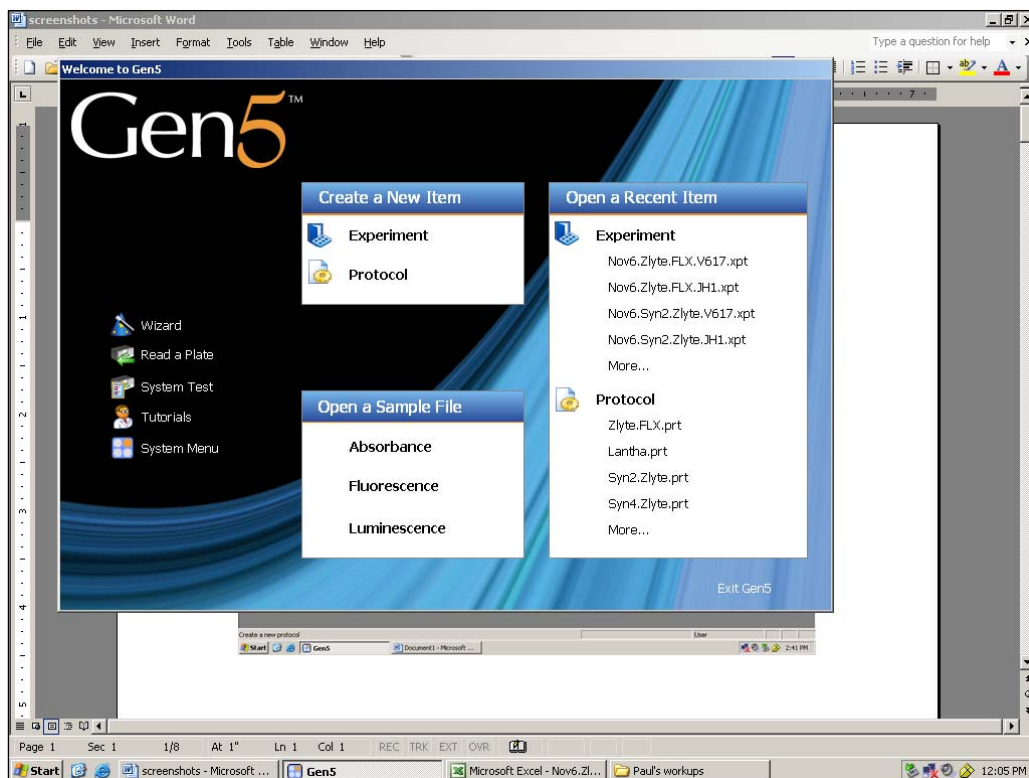 screenshots - Microsoft Word
File Edit View Insert Format Tools Table Window Help
Type a question for help
Welcome to Gen5
Gen5™
Create a New Item
Experiment
Protocol
Wizard
Read a Plate
System Test
Tutorials
System Menu
Open a Sample File
Absorbance
Fluorescence
Luminescence
Open a Recent Item
Experiment
Nov6.Zlyte.FLX.V617.xpt
Nov6.Zlyte.FLX.JH1.xpt
Nov6.Syn2.Zlyte.V617.xpt
Nov6.Syn2.Zlyte.JH1.xpt
More...
Protocol
Zlyte.FLX.prt
Lantha.prt
Syn2.Zlyte.prt
Syn4.Zlyte.prt
More...
Exit Gen5
Create a new protocol User
Start Gen5 Document1 - Microsoft ... 2:41 PM
Page 1 Sec 1 1/8 At 1" Ln 1 Col 1 REC TRK EXT OVR
Start screenshots - Microsoft ... Gen5 Microsoft Excel - Nov6.Zl... Paul's workups 12:05 PM